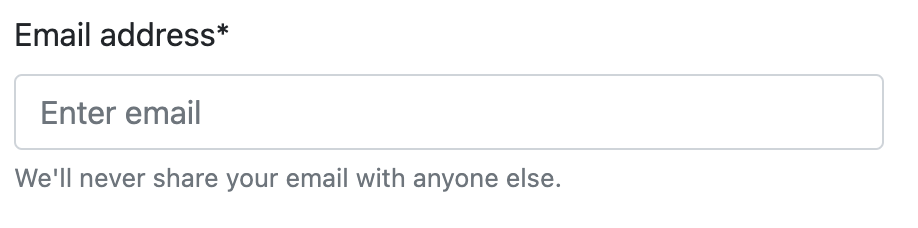 Email address*
Enter email
We'll never share your email with anyone else.